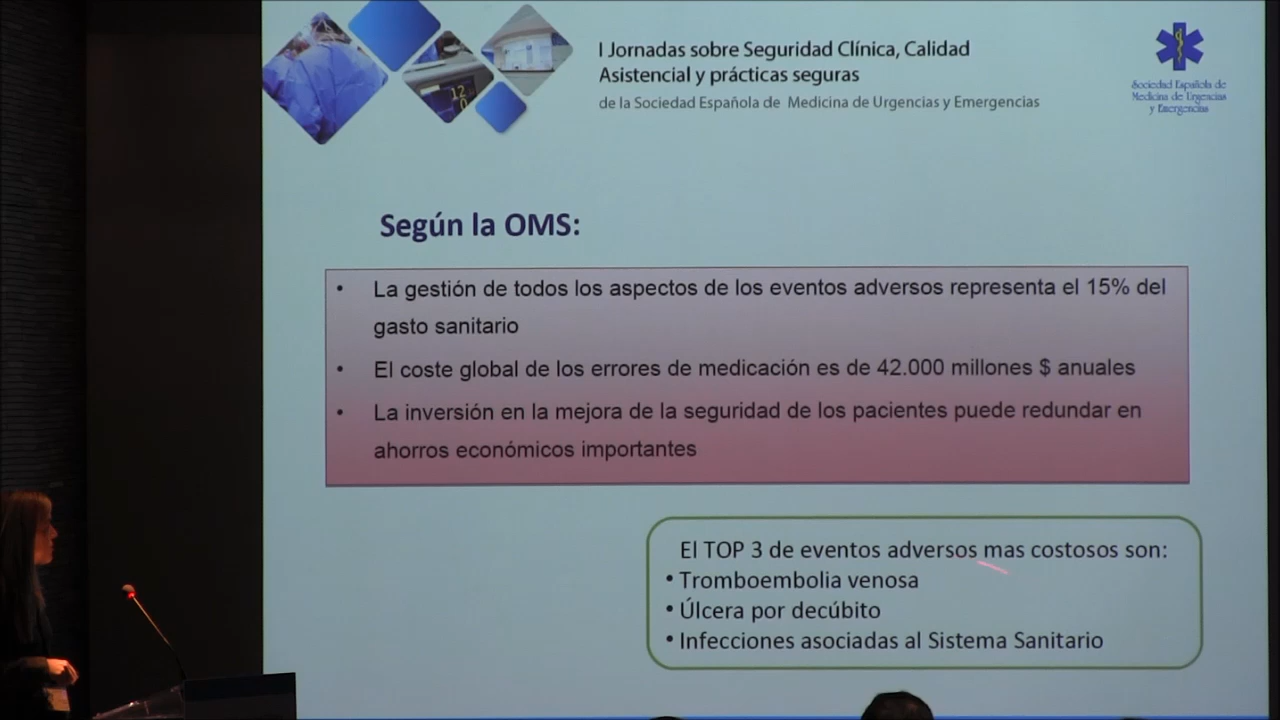 I Jornadas sobre Seguridad Clínica, Calidad
Asistencial y prácticas seguras
de la Sociedad Española de Medicina de Urgencias y Emergencias
Sociedad Española de
Medicina de Urgencias
y Emergencias
12
0
Según la OMS:
• La gestión de todos los aspectos de los eventos adversos representa el 15% del
gasto sanitario
• El coste global de los errores de medicación es de 42.000 millones $ anuales
• La inversión en la mejora de la seguridad de los pacientes puede redundar en
ahorros económicos importantes
El TOP 3 de eventos adversos mas costosos son:
• Tromboembolia venosa
• Úlcera por decúbito
• Infecciones asociadas al Sistema Sanitario